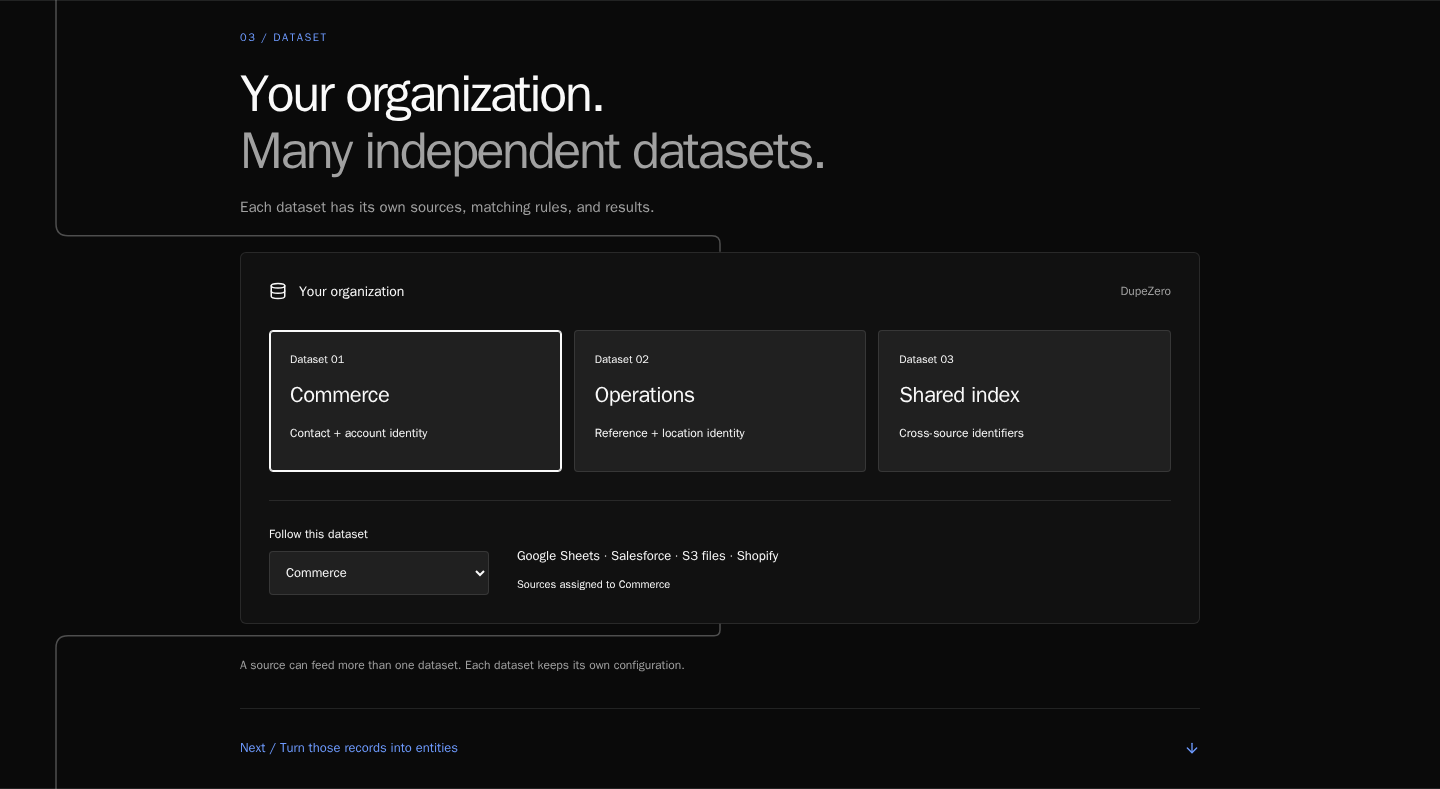 03 / DATASET
Your organization.
Many independent datasets.
Each dataset has its own sources, matching rules, and results.
Your organization
DupeZero
Dataset 01
Commerce
Contact + account identity
Dataset 02
Operations
Reference + location identity
Dataset 03
Shared index
Cross-source identifiers
Follow this dataset
Commerce
Google Sheets · Salesforce · S3 files · Shopify
Sources assigned to Commerce
A source can feed more than one dataset. Each dataset keeps its own configuration.
Next / Turn those records into entities